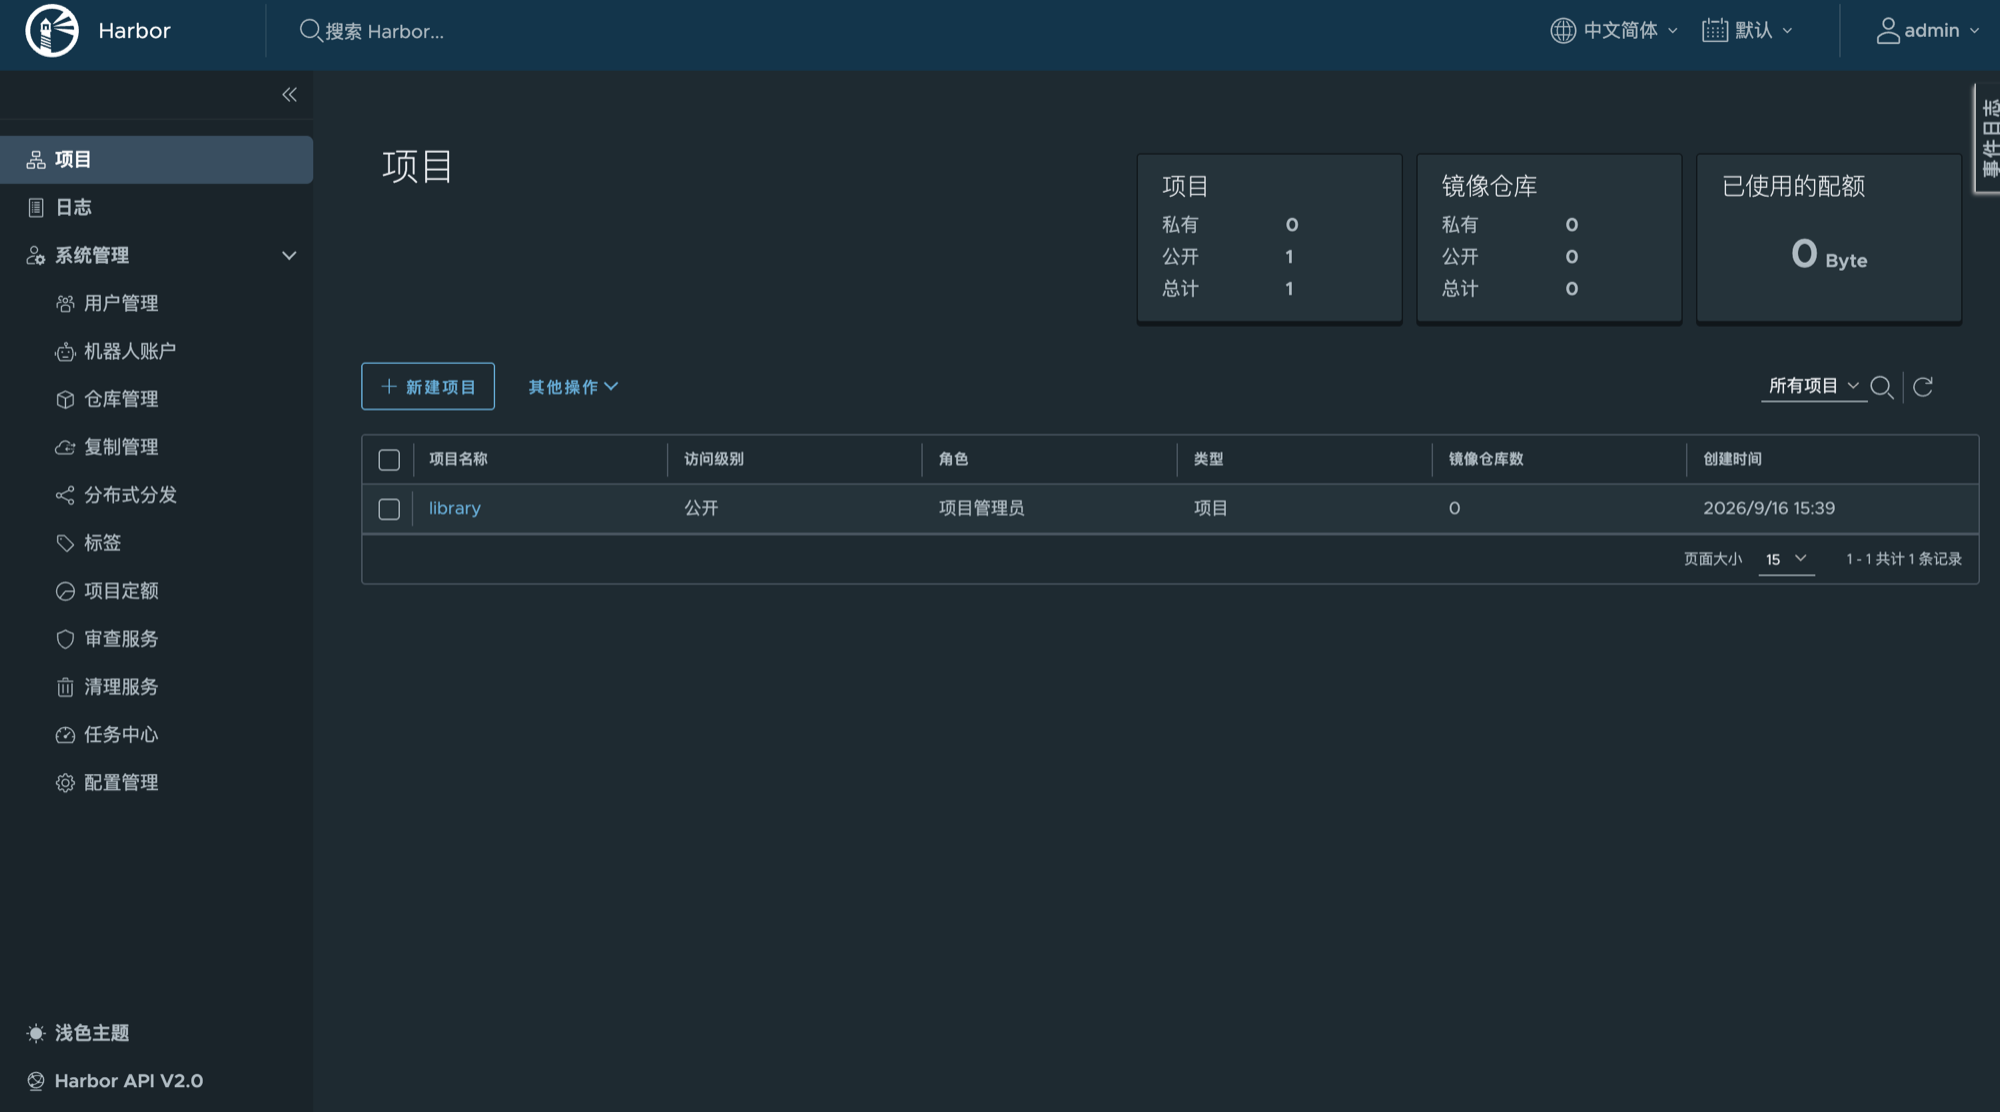 Harbor
搜索 Harbor...
中文简体
默认
admin
事件日志
项目
日志
系统管理
用户管理
机器人账户
仓库管理
复制管理
分布式分发
标签
项目定额
审查服务
清理服务
任务中心
配置管理
浅色主题
Harbor API V2.0
项目
项目
私有 0
公开 1
总计 1
镜像仓库
私有 0
公开 0
总计 0
已使用的配额
0 Byte
新建项目
其他操作
所有项目
项目名称 访问级别 角色 类型 镜像仓库数 创建时间
library 公开 项目管理员 项目 0 2026/9/16 15:39
页面大小 15 1 - 1 共计 1 条记录